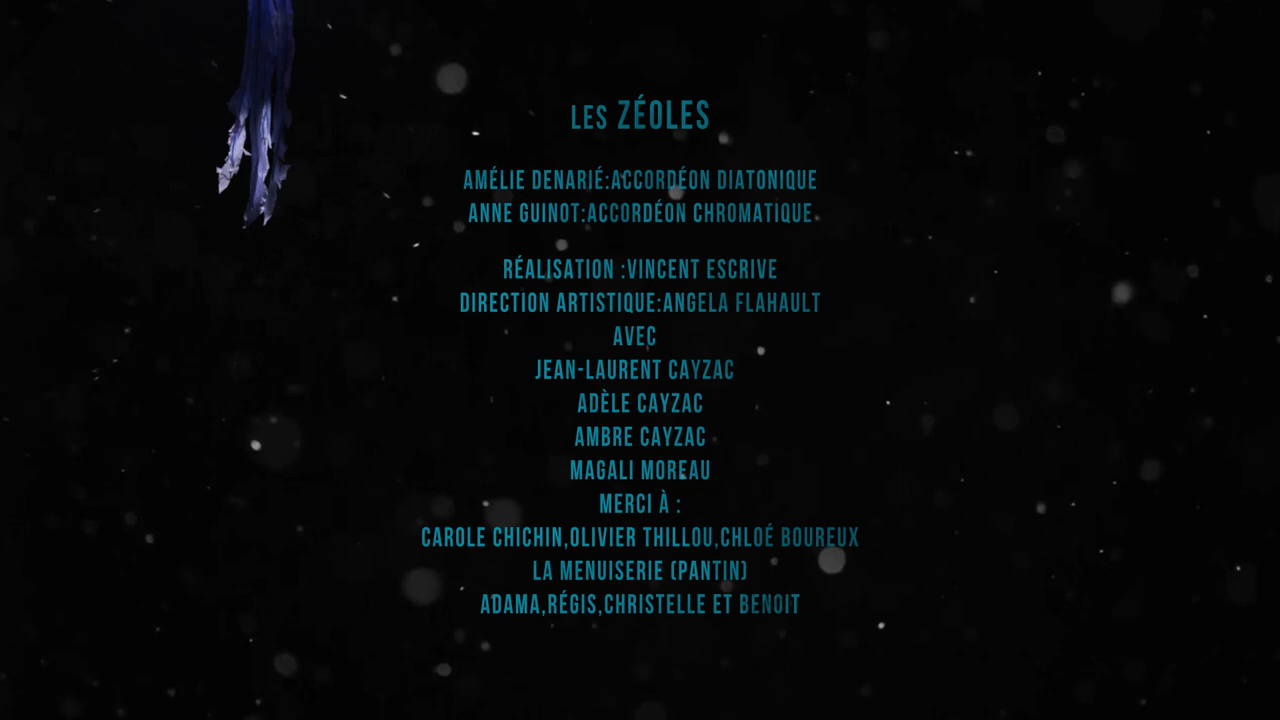 LES ZÉOLES
AMÉLIE DENARIÉ:ACCORDÉON DIATONIQUE
ANNE GUINOT:ACCORDÉON CHROMATIQUE
RÉALISATION :VINCENT ESCRIVE
DIRECTION ARTISTIQUE:ANGELA FLAHAULT
AVEC
JEAN-LAURENT CAYZAC
ADÈLE CAYZAC
AMBRE CAYZAC
MAGALI MOREAU
MERCI À :
CAROLE CHICHIN,OLIVIER THILLOU,CHLOÉ BOUREUX
LA MENUISERIE (PANTIN)
ADAMA,RÉGIS,CHRISTELLE ET BENOIT